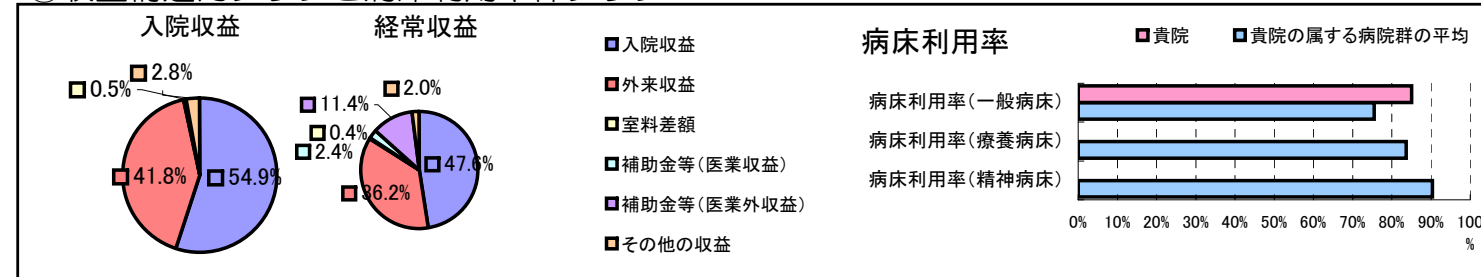 入院収益
2.8%
0.5%
41.8%
54.9%
経常収益
2.0%
11.4%
0.4%
2.4%
36.2%
47.6%
入院収益
外来収益
室料差額
補助金等(医業収益)
補助金等(医業外収益)
その他の収益
病床利用率
貴院
貴院の属する病院群の平均
病床利用率(一般病床)
病床利用率(療養病床)
病床利用率(精神病床)
0% 10% 20% 30% 40% 50% 60% 70% 80% 90% 100
%